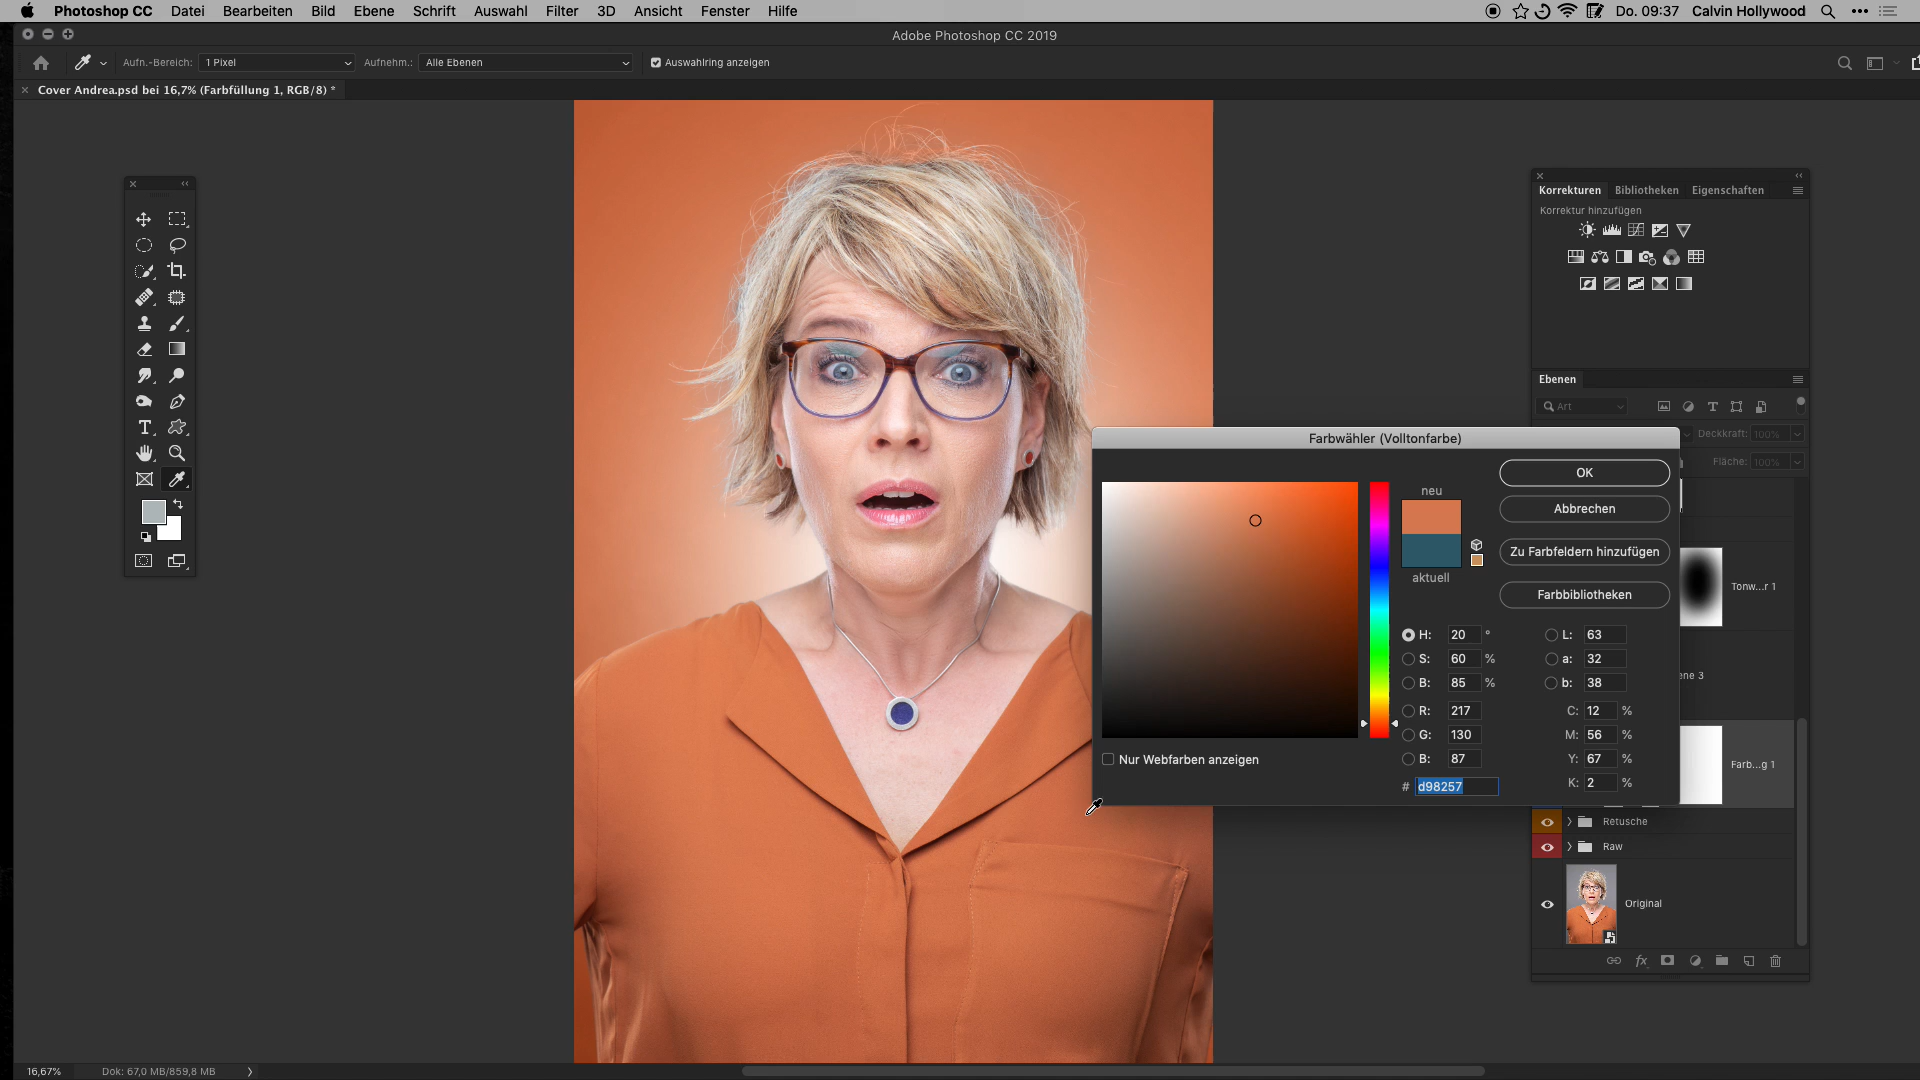 Photoshop CC Datei Bearbeiten Bild Ebene Schrift Auswahl Filter 3D Ansicht Fenster Hilfe Do. 09:37 Calvin Hollywood
Adobe Photoshop CC 2019
Aufn.-Bereich: 1 Pixel Aufnehm.: Alle Ebenen Auswahlring anzeigen
Cover Andrea.psd bei 16,7% (Farbfüllung 1, RGB/8) *
Korrekturen Bibliotheken Eigenschaften
Korrektur hinzufügen
Ebenen
Art
Deckkraft: 100%
Fläche: 100%
Farbwähler (Volltonfarbe)
neu
aktuell
OK
Abbrechen
Zu Farbfeldern hinzufügen
Farbbibliotheken
H: 20 ° L: 63
S: 60 % a: 32
B: 85 % b: 38
R: 217 C: 12 %
G: 130 M: 56 %
B: 87 Y: 67 %
K: 2 %
Nur Webfarben anzeigen
# d98257
Tonw...r 1
ene 3
Farb...g 1
Retusche
Raw
Original
16,67% Dok: 67,0 MB/859,8 MB